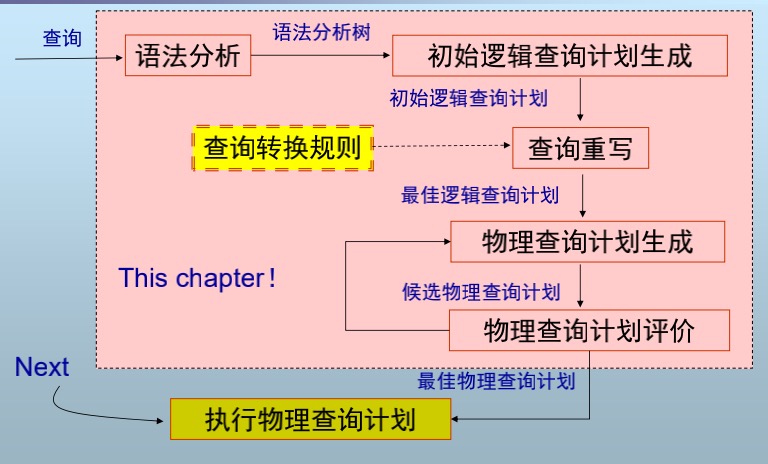 查询
语法分析
语法分析树
初始逻辑查询计划生成
初始逻辑查询计划
查询转换规则
查询重写
最佳逻辑查询计划
物理查询计划生成
This chapter！
候选物理查询计划
物理查询计划评价
Next
最佳物理查询计划
执行物理查询计划